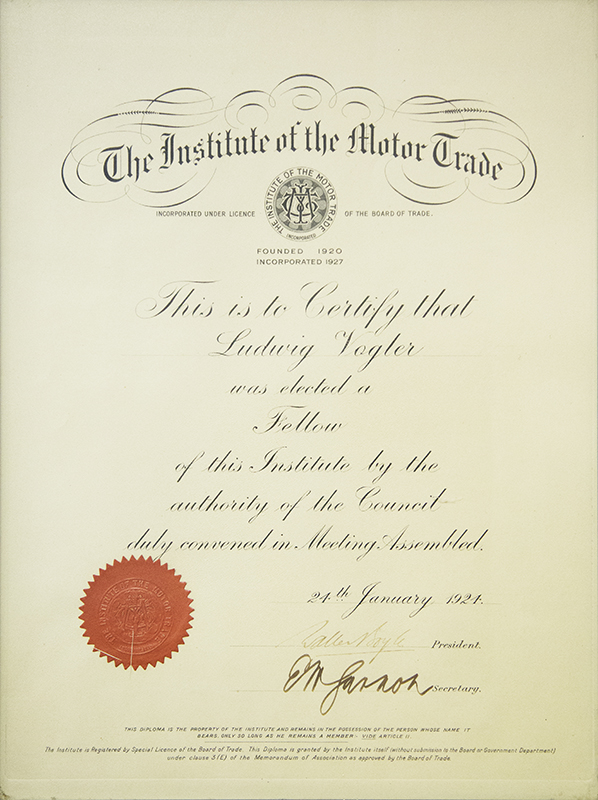 The Institute of the Motor Trade
INCORPORATED UNDER LICENCE OF THE BOARD OF TRADE.
THE INSTITUTE OF THE MOTOR TRADE
INCORPORATED
FOUNDED 1920
INCORPORATED 1927
This is to Certify that
Ludwig Vogler
was elected a
Fellow
of this Institute by the
authority of the Council
duly convened in Meeting Assembled.
24th January 1924.
President.
Secretary.
THE INSTITUTE OF THE MOTOR TRADE
THIS DIPLOMA IS THE PROPERTY OF THE INSTITUTE AND REMAINS IN THE POSSESSION OF THE PERSON WHOSE NAME IT
BEARS, ONLY SO LONG AS HE REMAINS A MEMBER - VIDE ARTICLE 11.
The Institute is Registered by Special Licence of the Board of Trade. This Diploma is granted by the Institute itself (without submission to the Board or Government Department)
under clause 3(E) of the Memorandum of Association as approved by the Board of Trade.